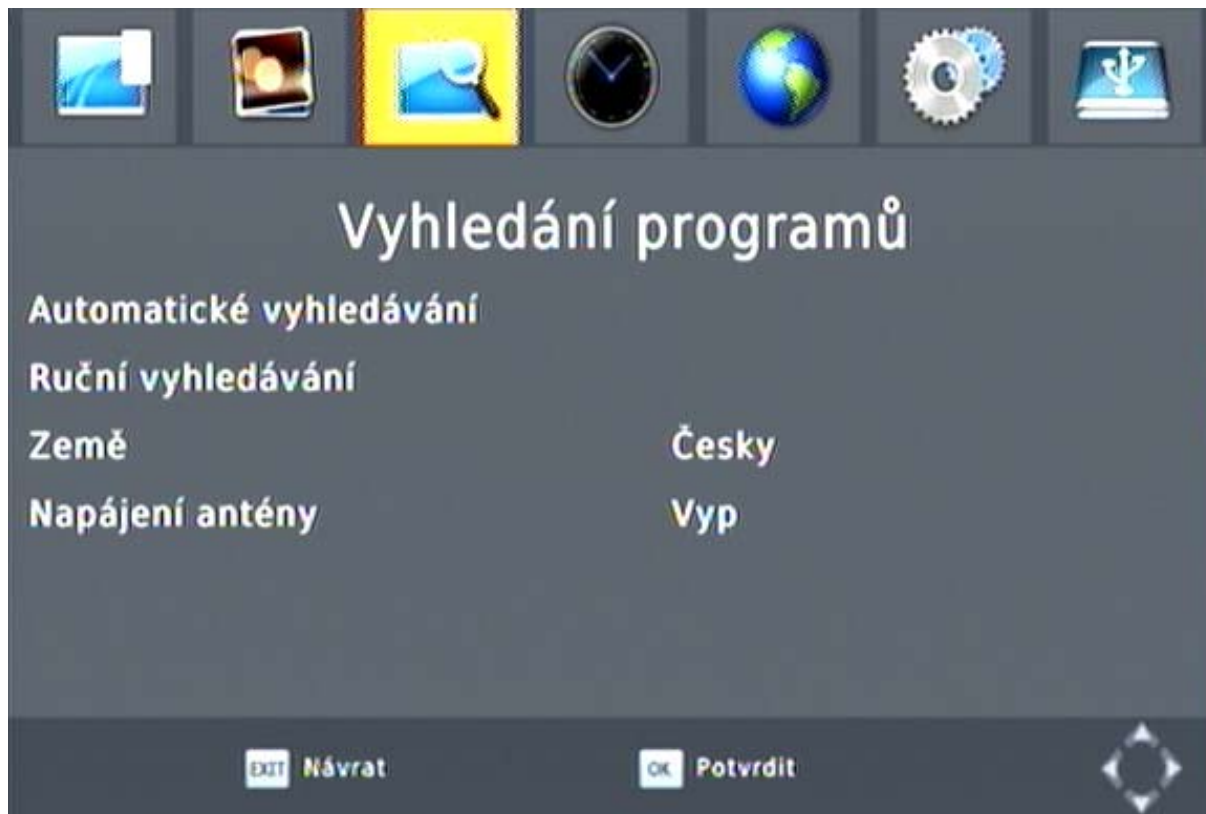 Vyhledání programů
Automatické vyhledávání
Ruční vyhledávání
Země Česky
Napájení antény Vyp
EXIT Návrat OK Potvrdit